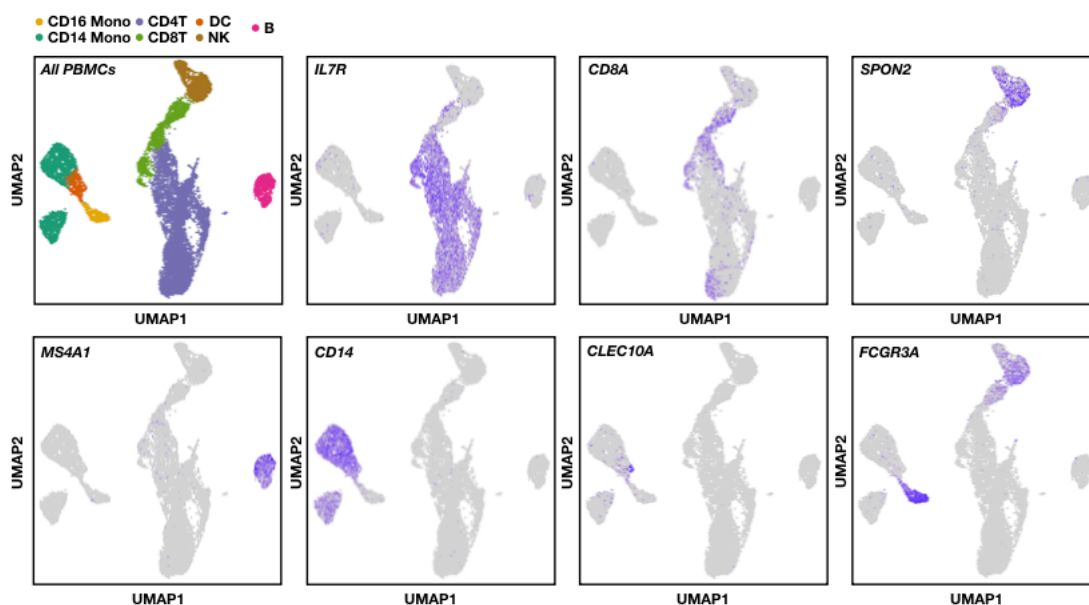 CD16 Mono CD4T DC B
CD14 Mono CD8T NK
All PBMCs IL7R CD8A SPON2
UMAP2 UMAP2 UMAP2 UMAP2
UMAP1 UMAP1 UMAP1 UMAP1
MS4A1 CD14 CLEC10A FCGR3A
UMAP2 UMAP2 UMAP2 UMAP2
UMAP1 UMAP1 UMAP1 UMAP1